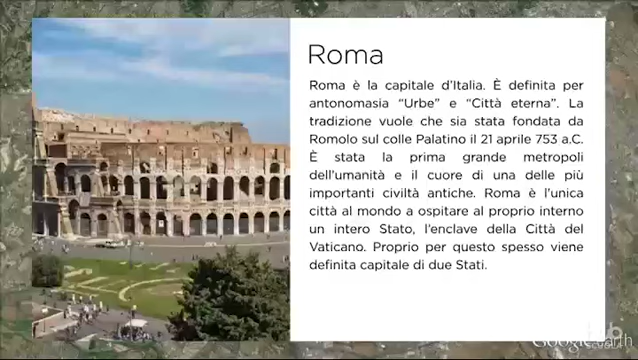 Roma
Roma è la capitale d'Italia. È definita per
antonomasia "Urbe" e "Città eterna". La
tradizione vuole che sia stata fondata da
Romolo sul colle Palatino il 21 aprile 753 a.C.
È stata la prima grande metropoli
dell'umanità e il cuore di una delle più
importanti civiltà antiche. Roma è l'unica
città al mondo a ospitare al proprio interno
un intero Stato, l'enclave della Città del
Vaticano. Proprio per questo spesso viene
definita capitale di due Stati.
Google earth
SCUOLA